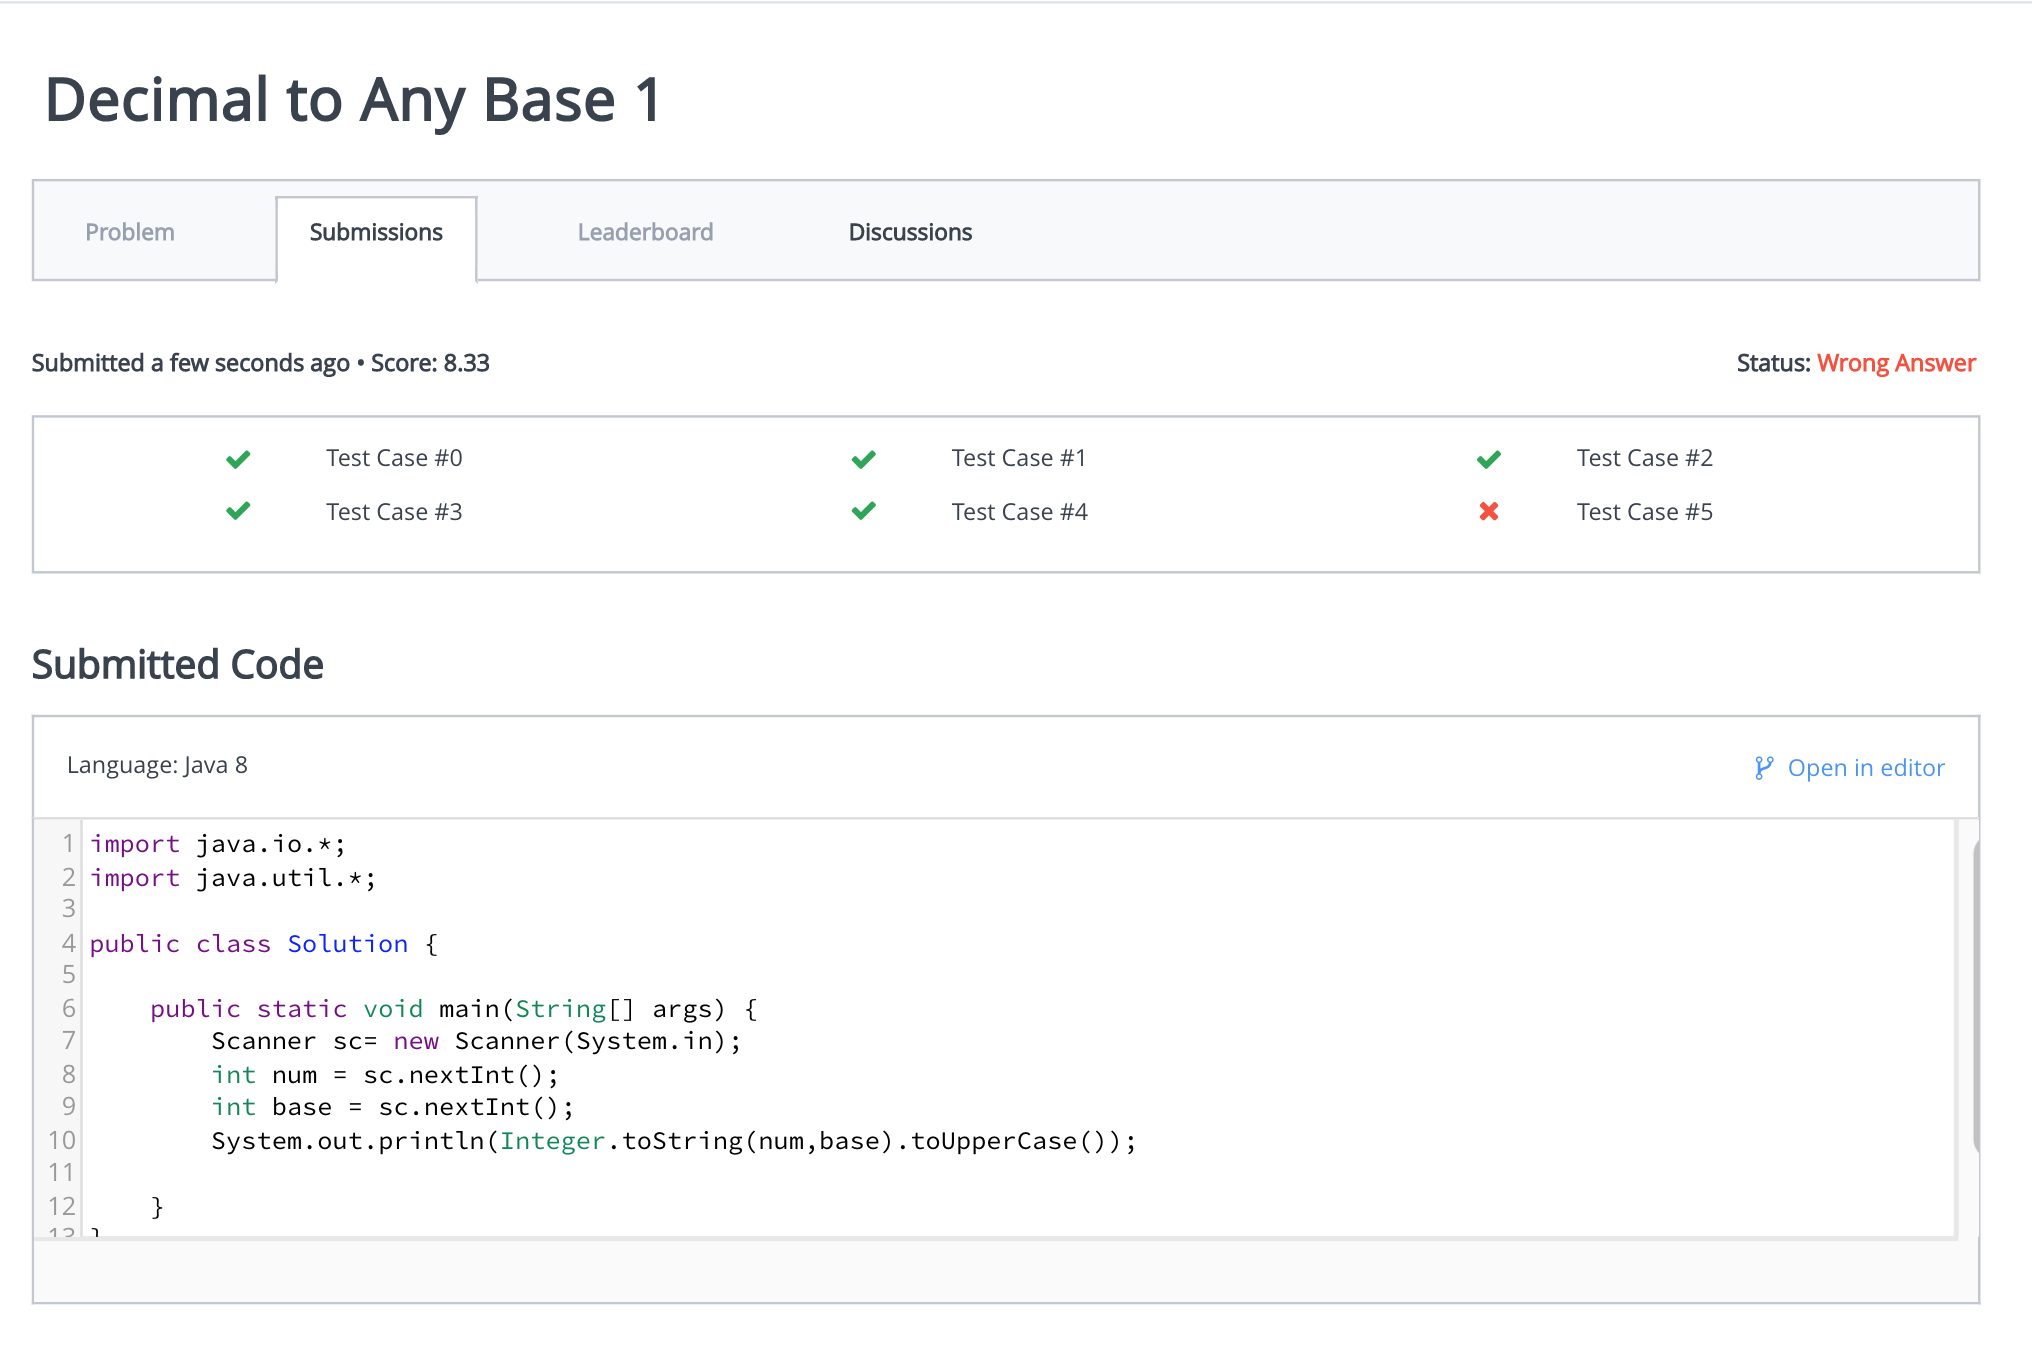 Decimal to Any Base 1
Problem Submissions Leaderboard Discussions
Submitted a few seconds ago • Score: 8.33 Status: Wrong Answer
Test Case #0 Test Case #1 Test Case #2
Test Case #3 Test Case #4 Test Case #5
Submitted Code
Language: Java 8 Open in editor
1 import java.io.*;
2 import java.util.*;
3
4 public class Solution {
5
6     public static void main(String[] args) {
7         Scanner sc= new Scanner(System.in);
8         int num = sc.nextInt();
9         int base = sc.nextInt();
10         System.out.println(Integer.toString(num,base).toUpperCase());
11
12     }
13 }